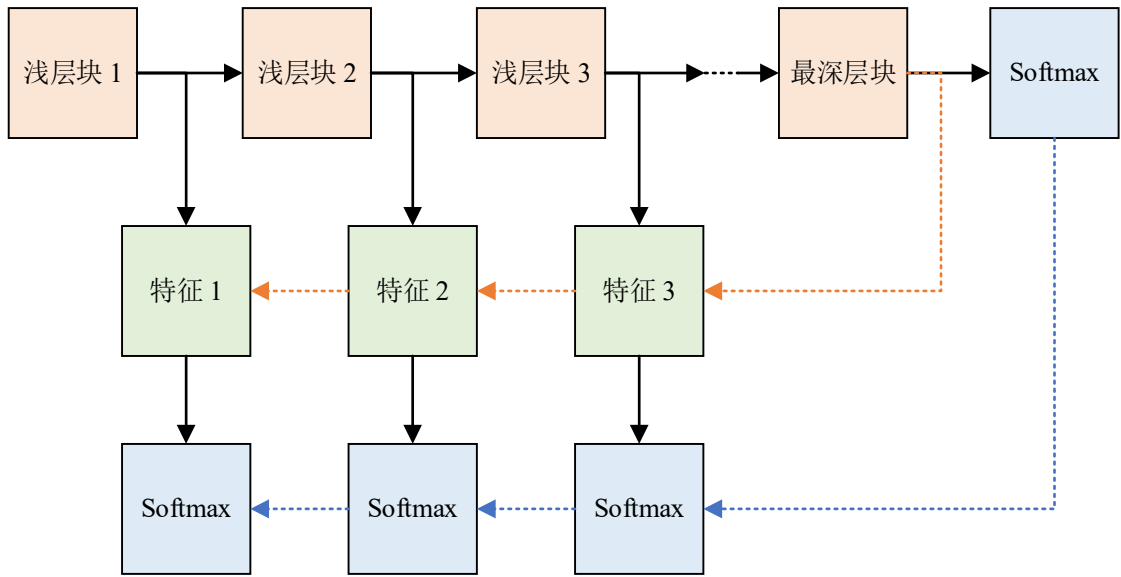 浅层块 1
浅层块 2
浅层块 3
最深层块
Softmax
特征 1
特征 2
特征 3
Softmax
Softmax
Softmax